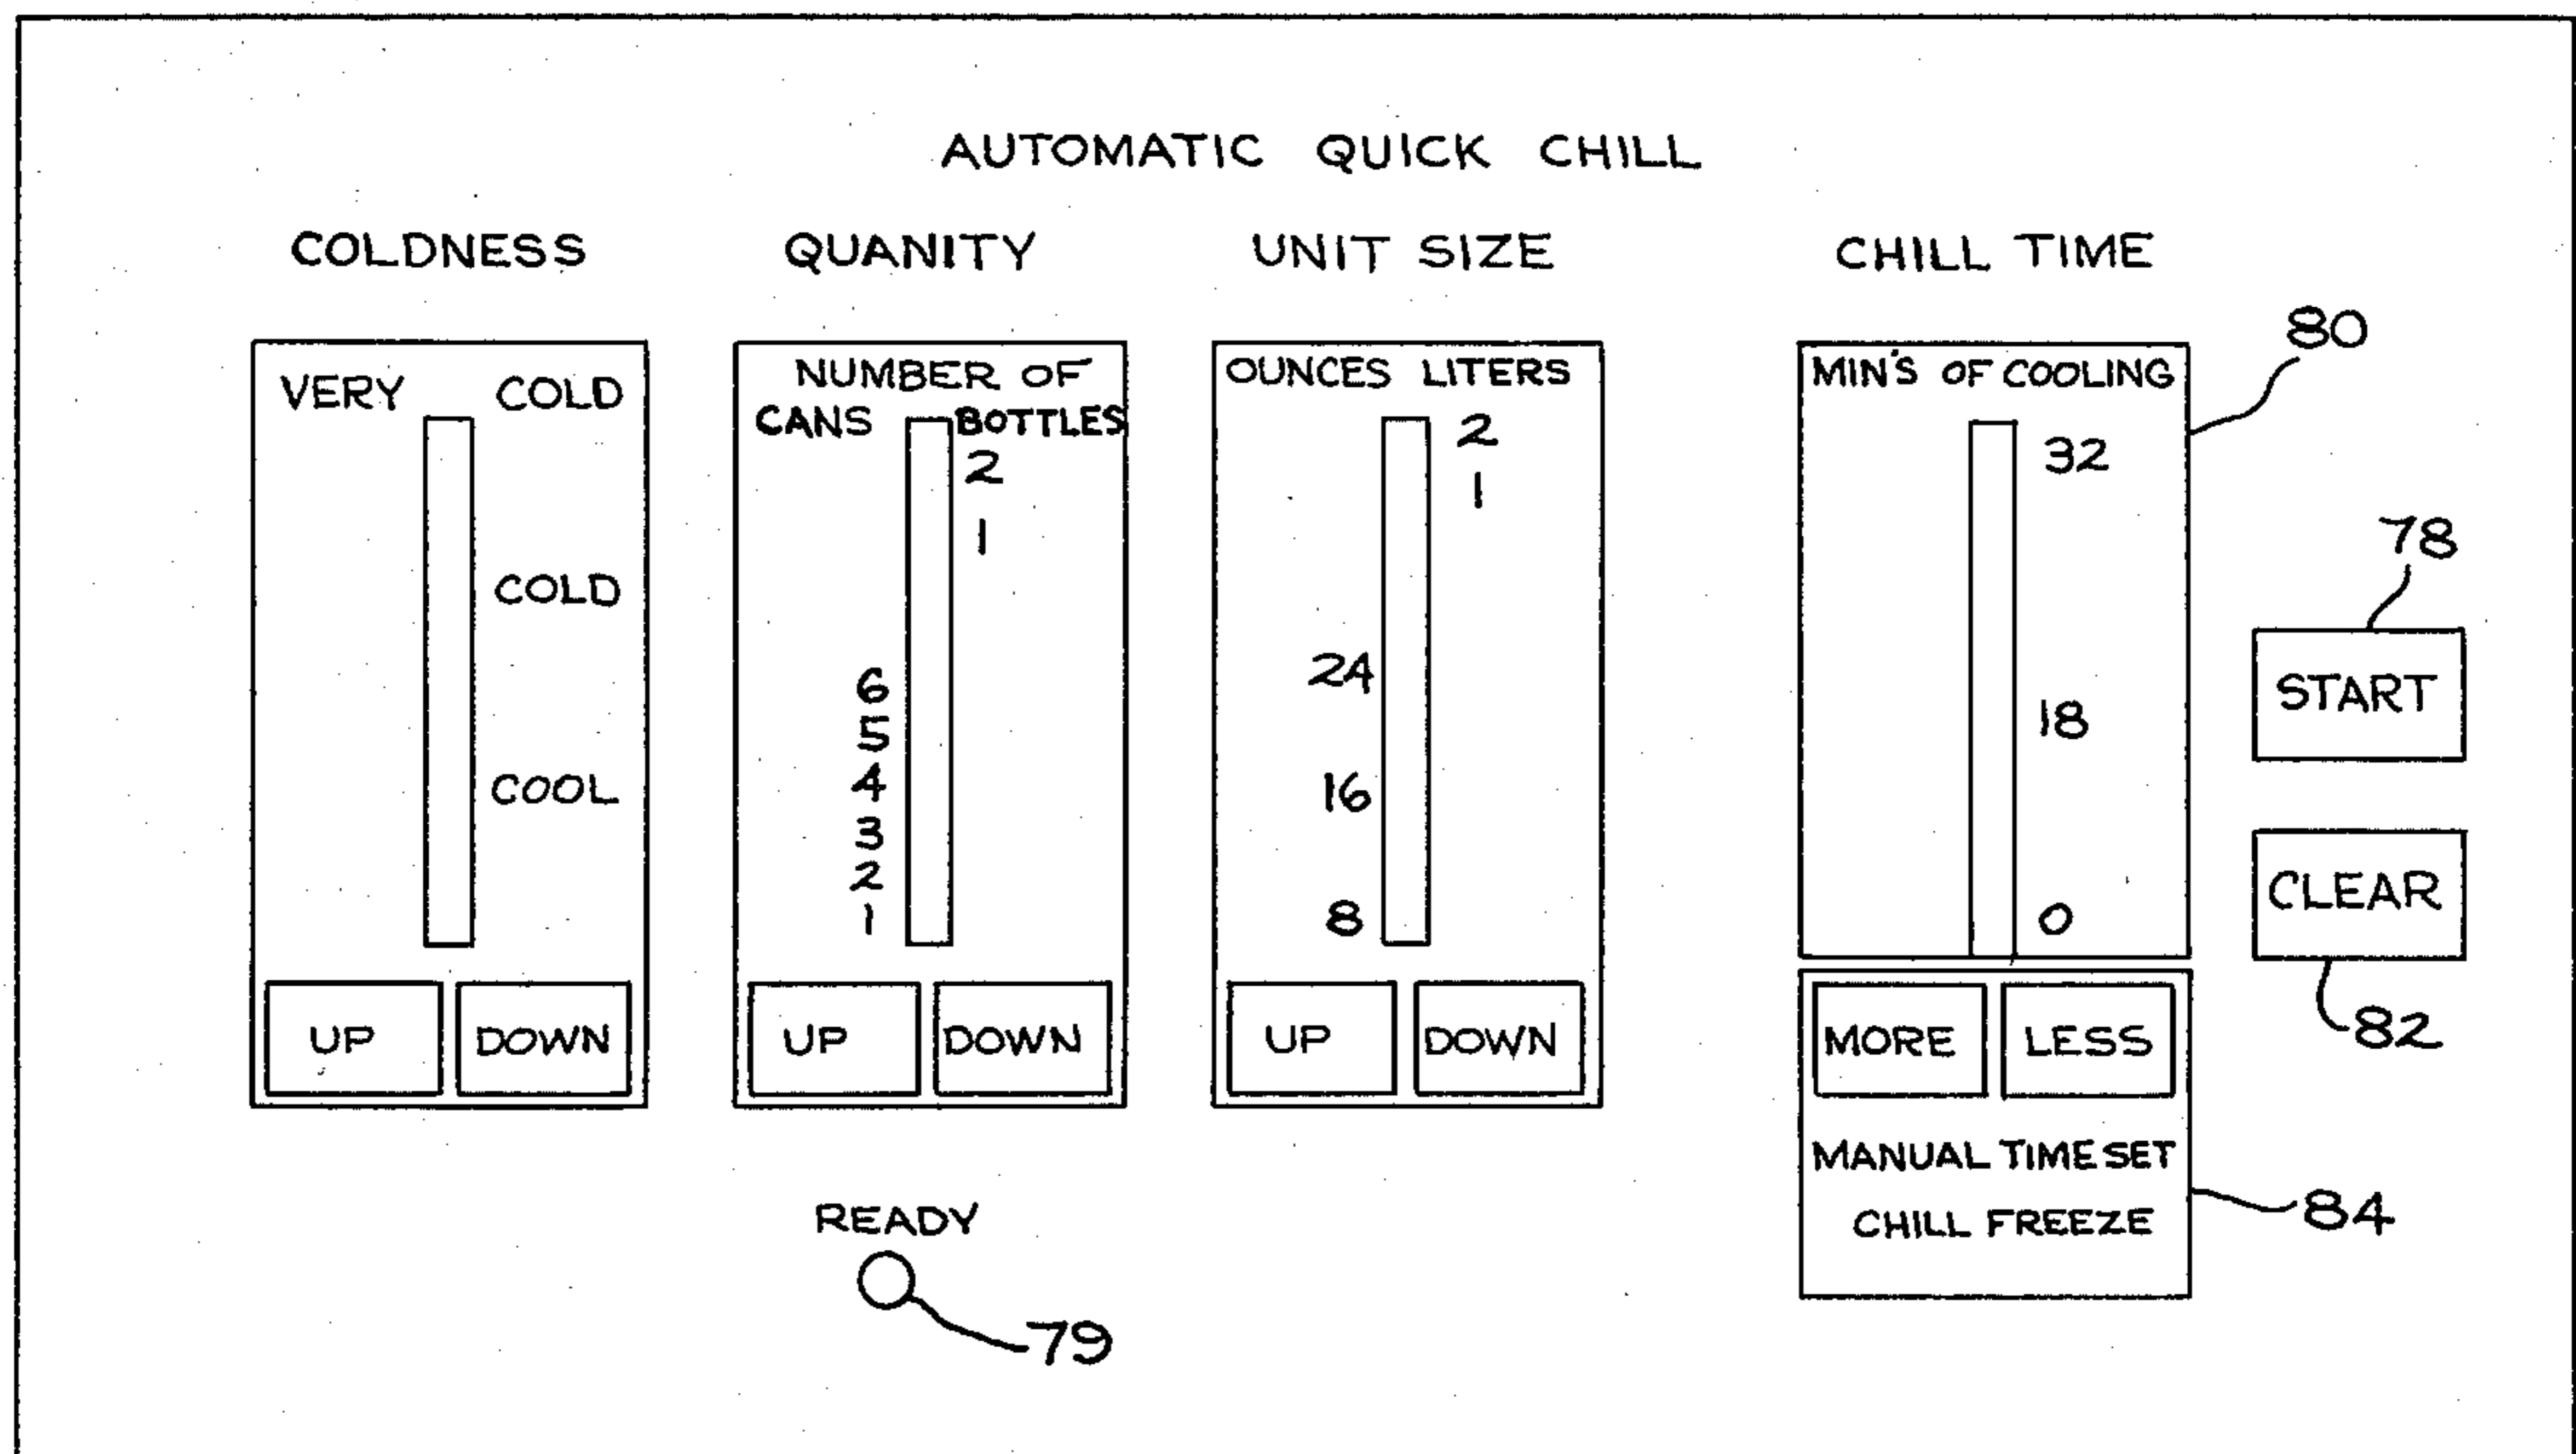 AUTOMATIC QUICK CHILL
COLDNESS
VERY COLD
COLD
COOL
UP DOWN
QUANITY
NUMBER OF
CANS BOTTLES
2
1
6
5
4
3
2
1
UP DOWN
READY
79
UNIT SIZE
OUNCES LITERS
2
1
24
16
8
UP DOWN
CHILL TIME
MIN'S OF COOLING
32
18
0
80
MORE LESS
MANUAL TIME SET
CHILL FREEZE
84
78
START
CLEAR
82